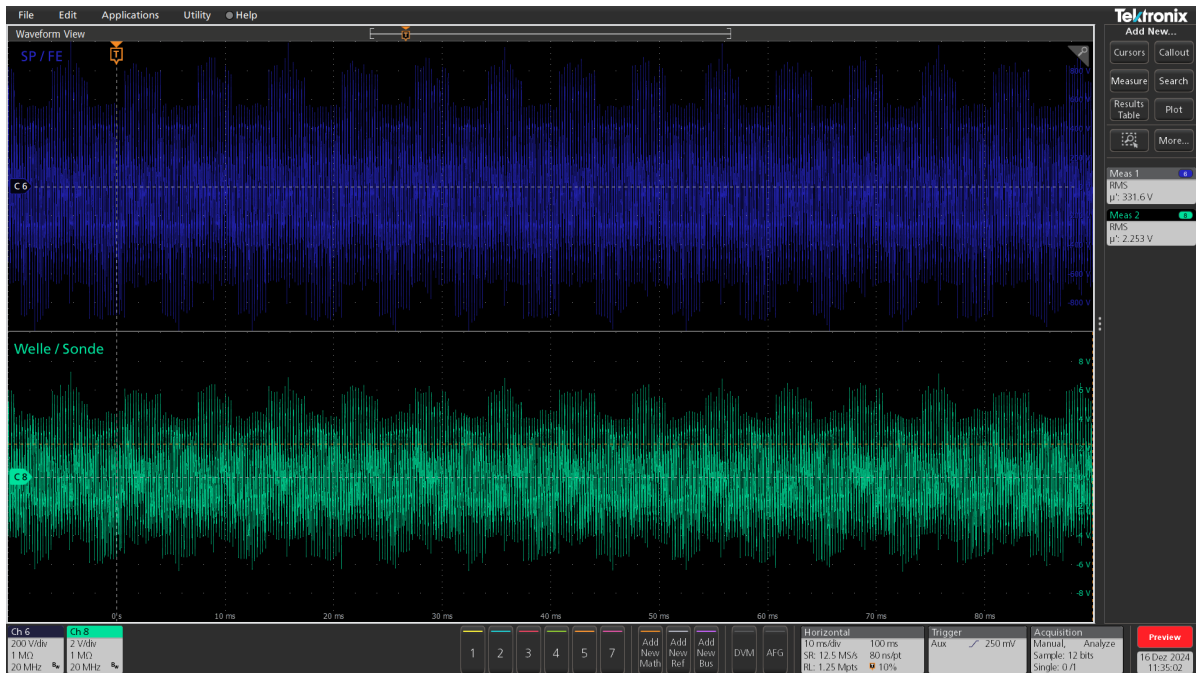 File Edit Applications Utility Help
Tektronix
Waveform View
Add New...
T
SP / FE
T
Cursors Callout
Measure Search
Results Table Plot
More...
C 6
-600 V
-800 V
Meas 1 6
RMS
µ': 331.6 V
Meas 2 8
RMS
µ': 2.253 V
Welle / Sonde
8 V
6 V
4 V
C 8
-4 V
-6 V
-8 V
0 s 10 ms 20 ms 30 ms 40 ms 50 ms 60 ms 70 ms 80 ms
Ch 6
200 V/div
1 MΩ
20 MHz
Ch 8
2 V/div
1 MΩ
20 MHz
1 2 3 4 5 7
Add New Math
Add New Ref
Add New Bus
DVM AFG
Horizontal
10 ms/div 100 ms
SR: 12.5 MS/s 80 ns/pt
RL: 1.25 Mpts 10%
Trigger
Aux 250 mV
Acquisition
Manual, Analyze
Sample: 12 bits
Single: 0 /1
Preview
16 Dez 2024
11:35:02